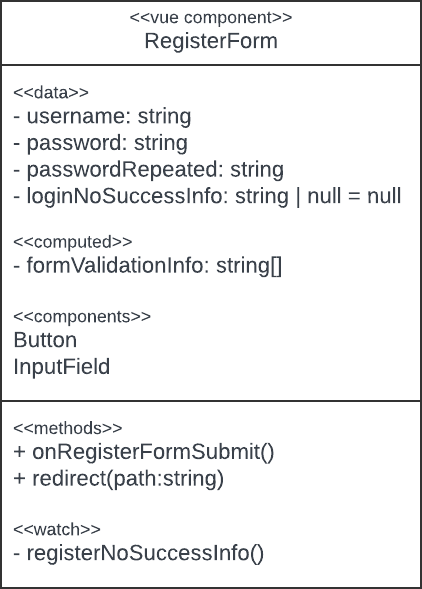 <<vue component>>
RegisterForm
<<data>>
- username: string
- password: string
- passwordRepeated: string
- loginNoSuccessInfo: string | null = null
<<computed>>
- formValidationInfo: string[]
<<components>>
Button
InputField
<<methods>>
+ onRegisterFormSubmit()
+ redirect(path:string)
<<watch>>
- registerNoSuccessInfo()